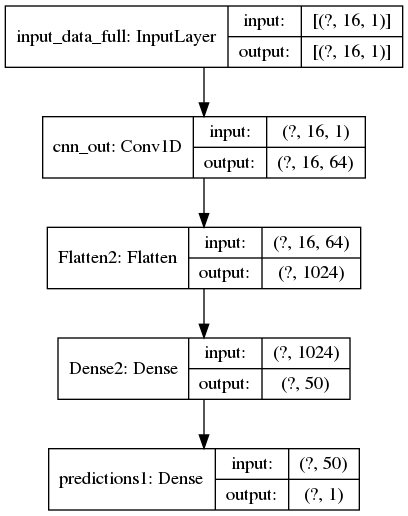 input_data_full: InputLayer
input: [(?, 16, 1)]
output: [(?, 16, 1)]
cnn_out: Conv1D
input: (?, 16, 1)
output: (?, 16, 64)
Flatten2: Flatten
input: (?, 16, 64)
output: (?, 1024)
Dense2: Dense
input: (?, 1024)
output: (?, 50)
predictions1: Dense
input: (?, 50)
output: (?, 1)